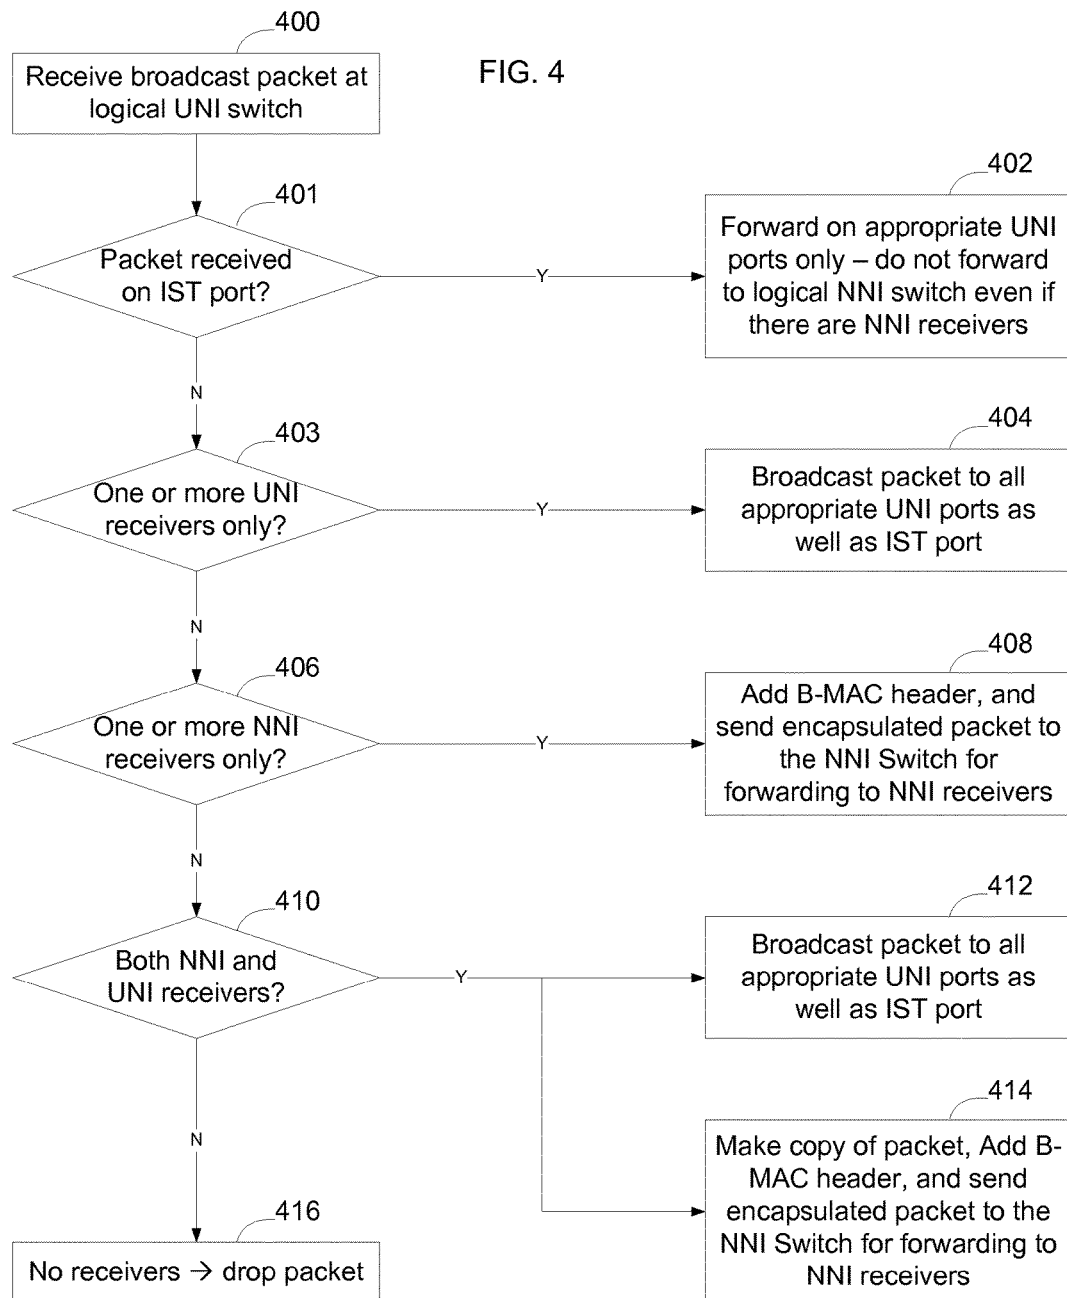 400
Receive broadcast packet at
logical UNI switch
FIG. 4
401
Packet received
on IST port?
Y
402
Forward on appropriate UNI
ports only – do not forward
to logical NNI switch even if
there are NNI receivers
N
403
One or more UNI
receivers only?
Y
404
Broadcast packet to all
appropriate UNI ports as
well as IST port
N
406
One or more NNI
receivers only?
Y
408
Add B-MAC header, and
send encapsulated packet to
the NNI Switch for
forwarding to NNI receivers
N
410
Both NNI and
UNI receivers?
Y
412
Broadcast packet to all
appropriate UNI ports as
well as IST port
414
Make copy of packet, Add B-
MAC header, and send
encapsulated packet to the
NNI Switch for forwarding to
NNI receivers
N
416
No receivers → drop packet